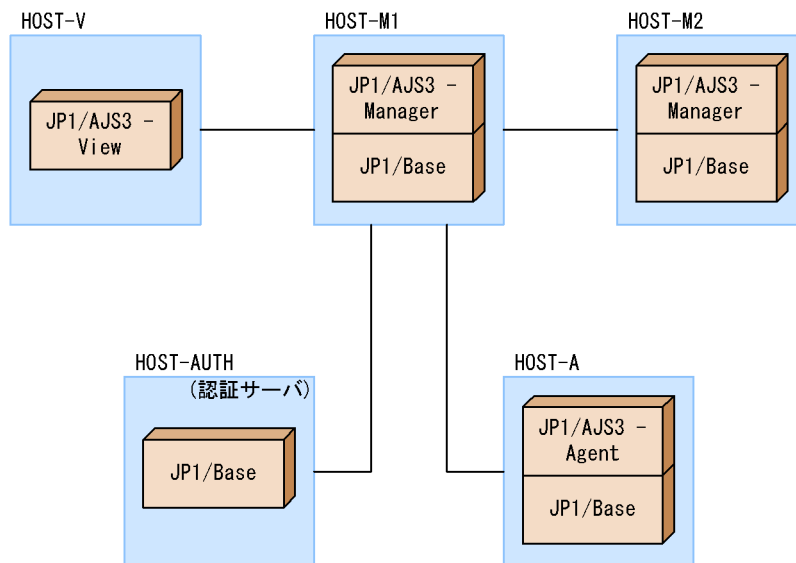 HOST-V
JP1/AJS3 -
View
HOST-M1
JP1/AJS3 -
Manager
JP1/Base
HOST-M2
JP1/AJS3 -
Manager
JP1/Base
HOST-AUTH
(認証サーバ)
JP1/Base
HOST-A
JP1/AJS3 -
Agent
JP1/Base